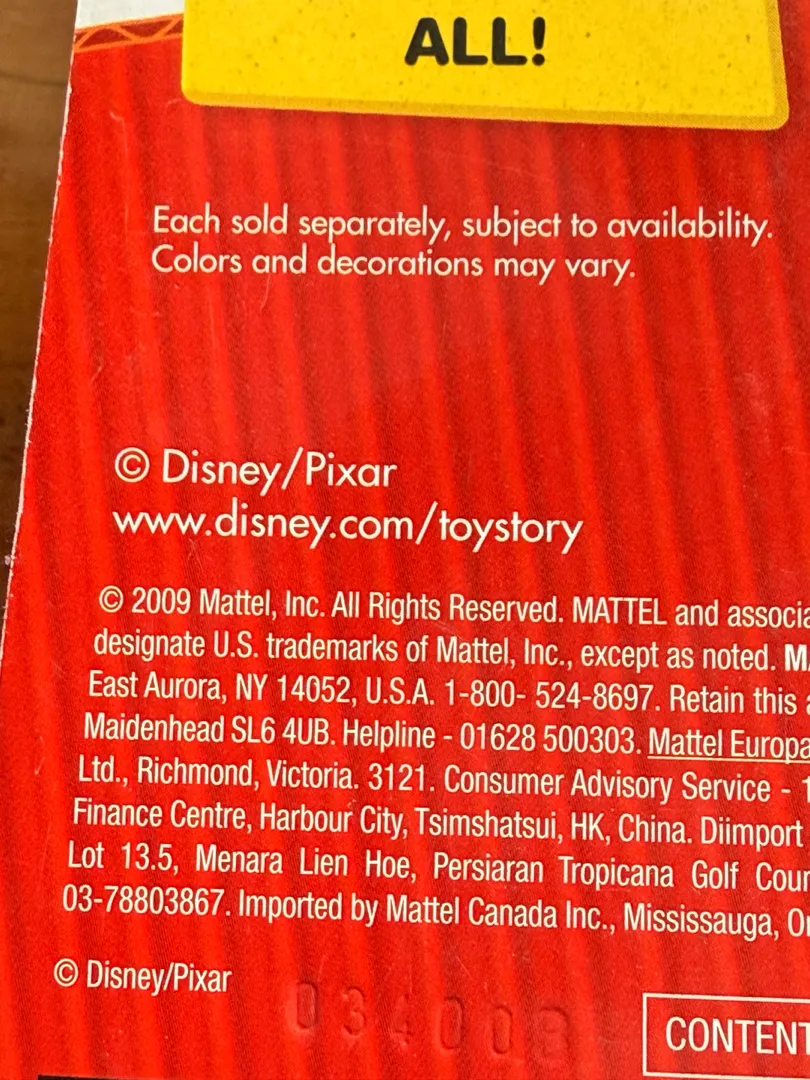 ALL!
Each sold separately, subject to availability.
Colors and decorations may vary.
© Disney/Pixar
www.disney.com/toystory
© 2009 Mattel, Inc. All Rights Reserved. MATTEL and associa
designate U.S. trademarks of Mattel, Inc., except as noted.
East Aurora, NY 14052, U.S.A. 1-800- 524-8697. Retain this
Maidenhead SL6 4UB. Helpline - 01628 500303. Mattel Europa
Ltd., Richmond, Victoria. 3121. Consumer Advisory Service - 1
Finance Centre, Harbour City, Tsimshatsui, HK, China. Diimport
Lot 13.5, Menara Lien Hoe, Persiaran Tropicana Golf Cou
03-78803867. Imported by Mattel Canada Inc., Mississauga,
© Disney/Pixar
CONTENT